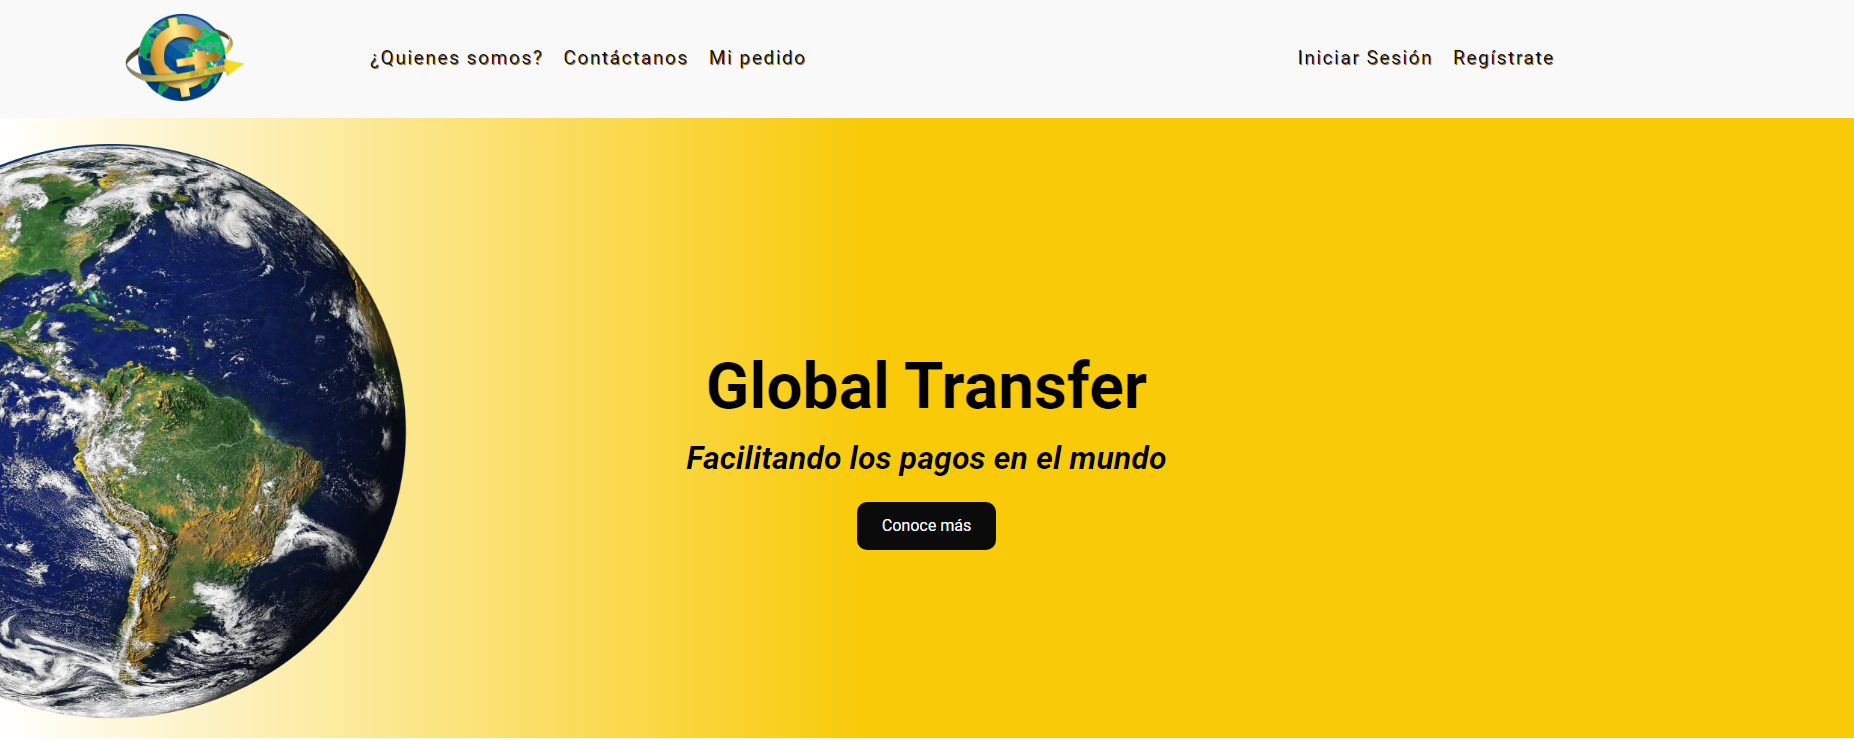 ¿Quienes somos? Contáctanos Mi pedido Iniciar Sesión Regístrate
Global Transfer
Facilitando los pagos en el mundo
Conoce más